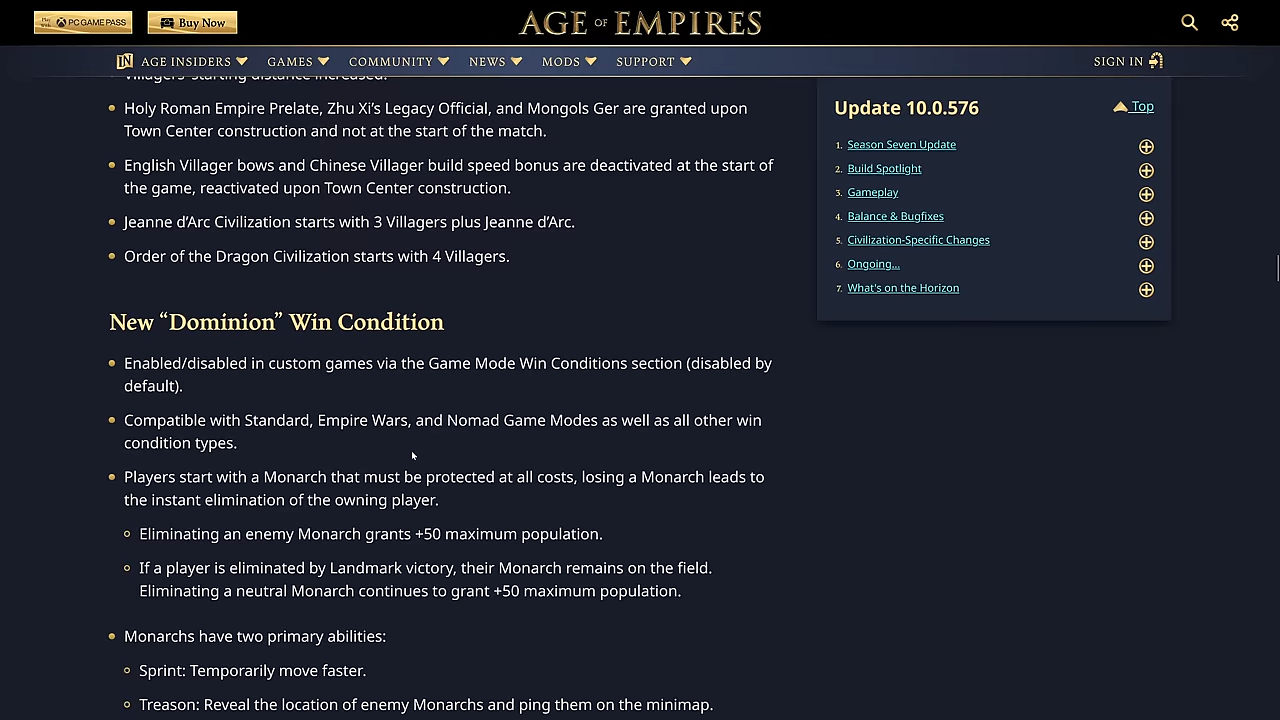 Play with PC GAME PASS
Buy Now
AGE OF EMPIRES
IN AGE INSIDERS GAMES COMMUNITY NEWS MODS SUPPORT SIGN IN
Villagers' starting distance increased.
Holy Roman Empire Prelate, Zhu Xi’s Legacy Official, and Mongols Ger are granted upon
Town Center construction and not at the start of the match.
English Villager bows and Chinese Villager build speed bonus are deactivated at the start of
the game, reactivated upon Town Center construction.
Jeanne d’Arc Civilization starts with 3 Villagers plus Jeanne d’Arc.
Order of the Dragon Civilization starts with 4 Villagers.
New “Dominion” Win Condition
Enabled/disabled in custom games via the Game Mode Win Conditions section (disabled by
default).
Compatible with Standard, Empire Wars, and Nomad Game Modes as well as all other win
condition types.
Players start with a Monarch that must be protected at all costs, losing a Monarch leads to
the instant elimination of the owning player.
Eliminating an enemy Monarch grants +50 maximum population.
If a player is eliminated by Landmark victory, their Monarch remains on the field.
Eliminating a neutral Monarch continues to grant +50 maximum population.
Monarchs have two primary abilities:
Sprint: Temporarily move faster.
Treason: Reveal the location of enemy Monarchs and ping them on the minimap.
Update 10.0.576
Top
1. Season Seven Update
2. Build Spotlight
3. Gameplay
4. Balance & Bugfixes
5. Civilization-Specific Changes
6. Ongoing...
7. What's on the Horizon